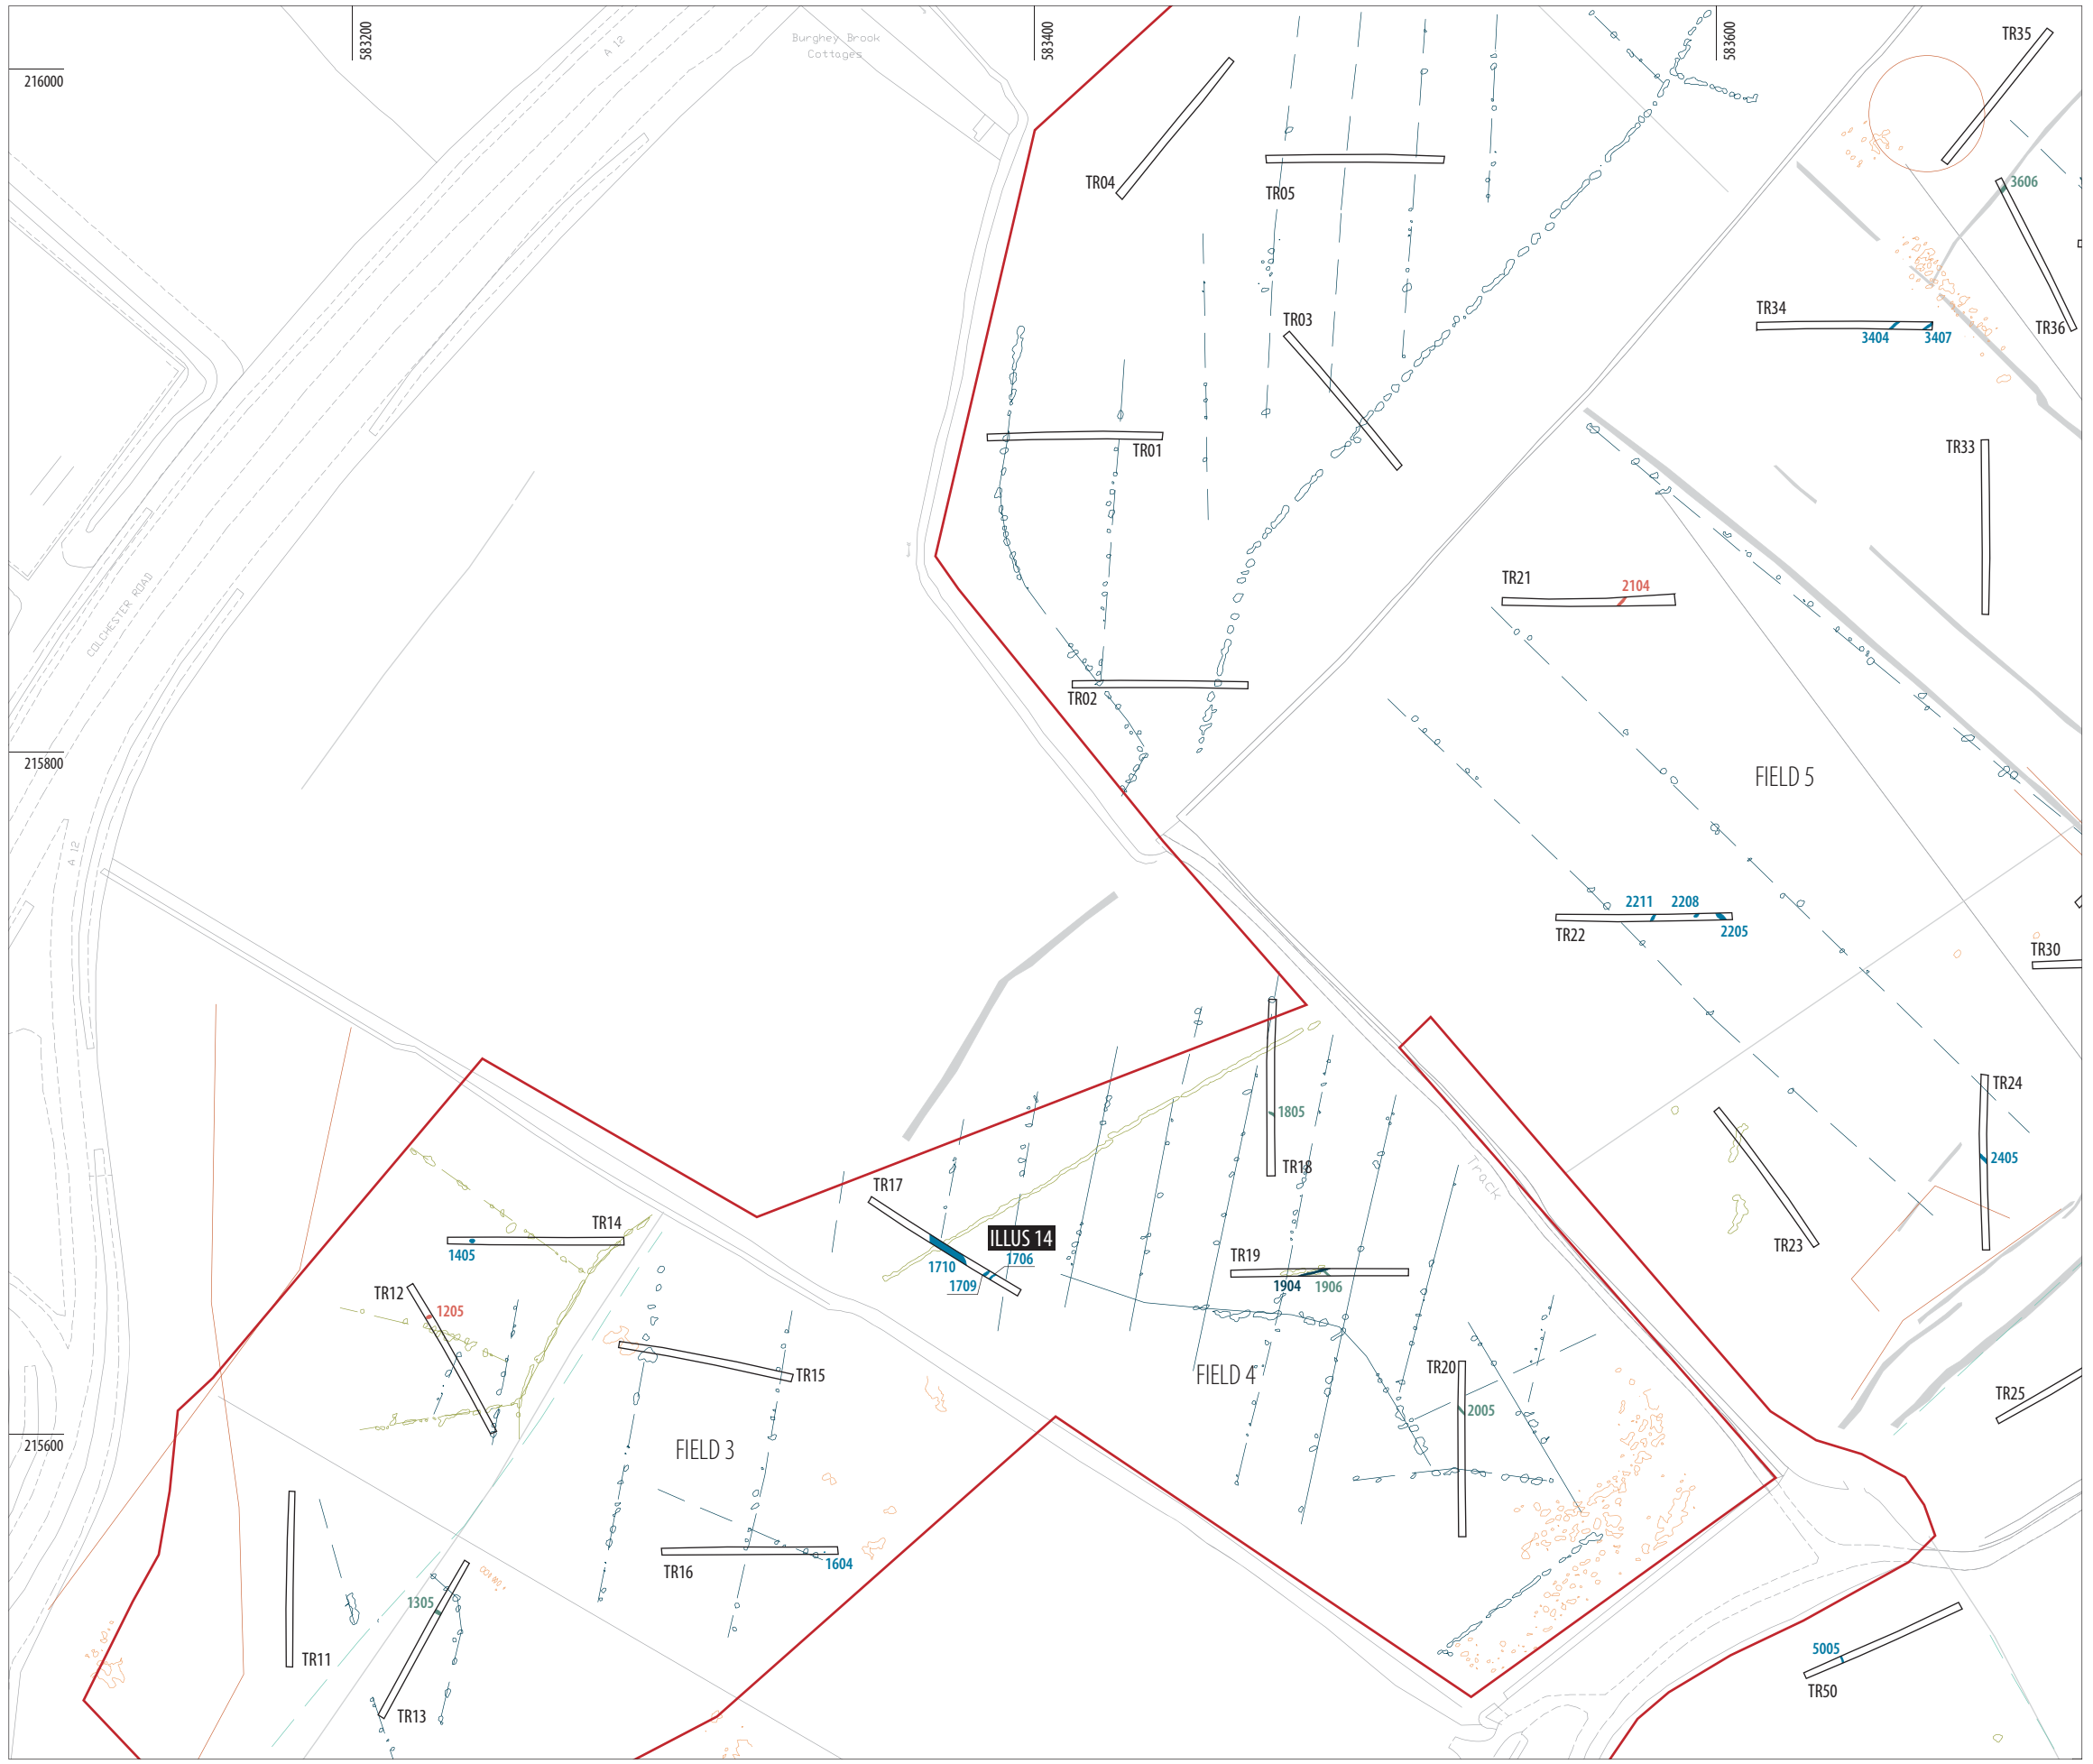 583200
583400
583600
216000
215800
215600
A 12
Burghey Brook
Cottages
COLCHESTER ROAD
A 12
TR35
TR04
TR05
3606
TR36
TR34
3404
3407
TR03
TR01
TR33
TR21
2104
TR02
FIELD 5
2211
2208
2205
TR22
TR30
TR24
2405
TR23
TR18
1805
Track
TR17
ILLUS 14
1710
1706
1709
TR14
1405
TR12
1205
TR19
1904
1906
TR15
FIELD 4
TR20
2005
TR25
FIELD 3
TR16
1604
1305
TR11
TR13
5005
TR50